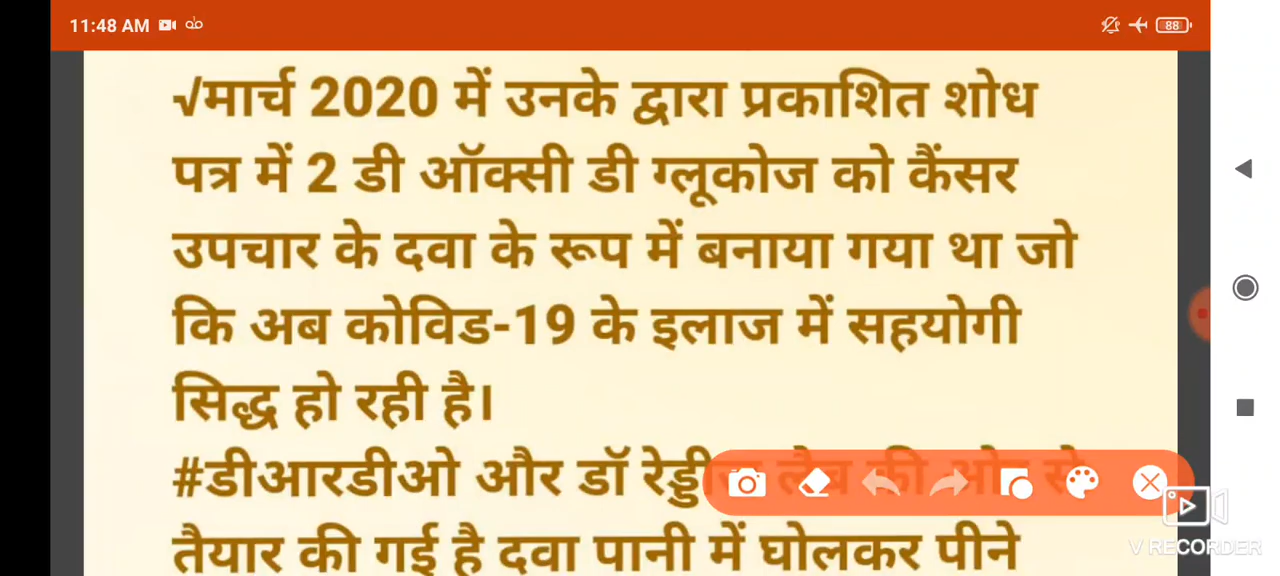 11:48 AM
88
√मार्च 2020 में उनके द्वारा प्रकाशित शोध
पत्र में 2 डी ऑक्सी डी ग्लूकोज को कैंसर
उपचार के दवा के रूप में बनाया गया था जो
कि अब कोविड-19 के इलाज में सहयोगी
सिद्ध हो रही है।
#डीआरडीओ और डॉ रेड्डीज लैब की ओर से
तैयार की गई है दवा पानी में घोलकर पीने
V RECORDER